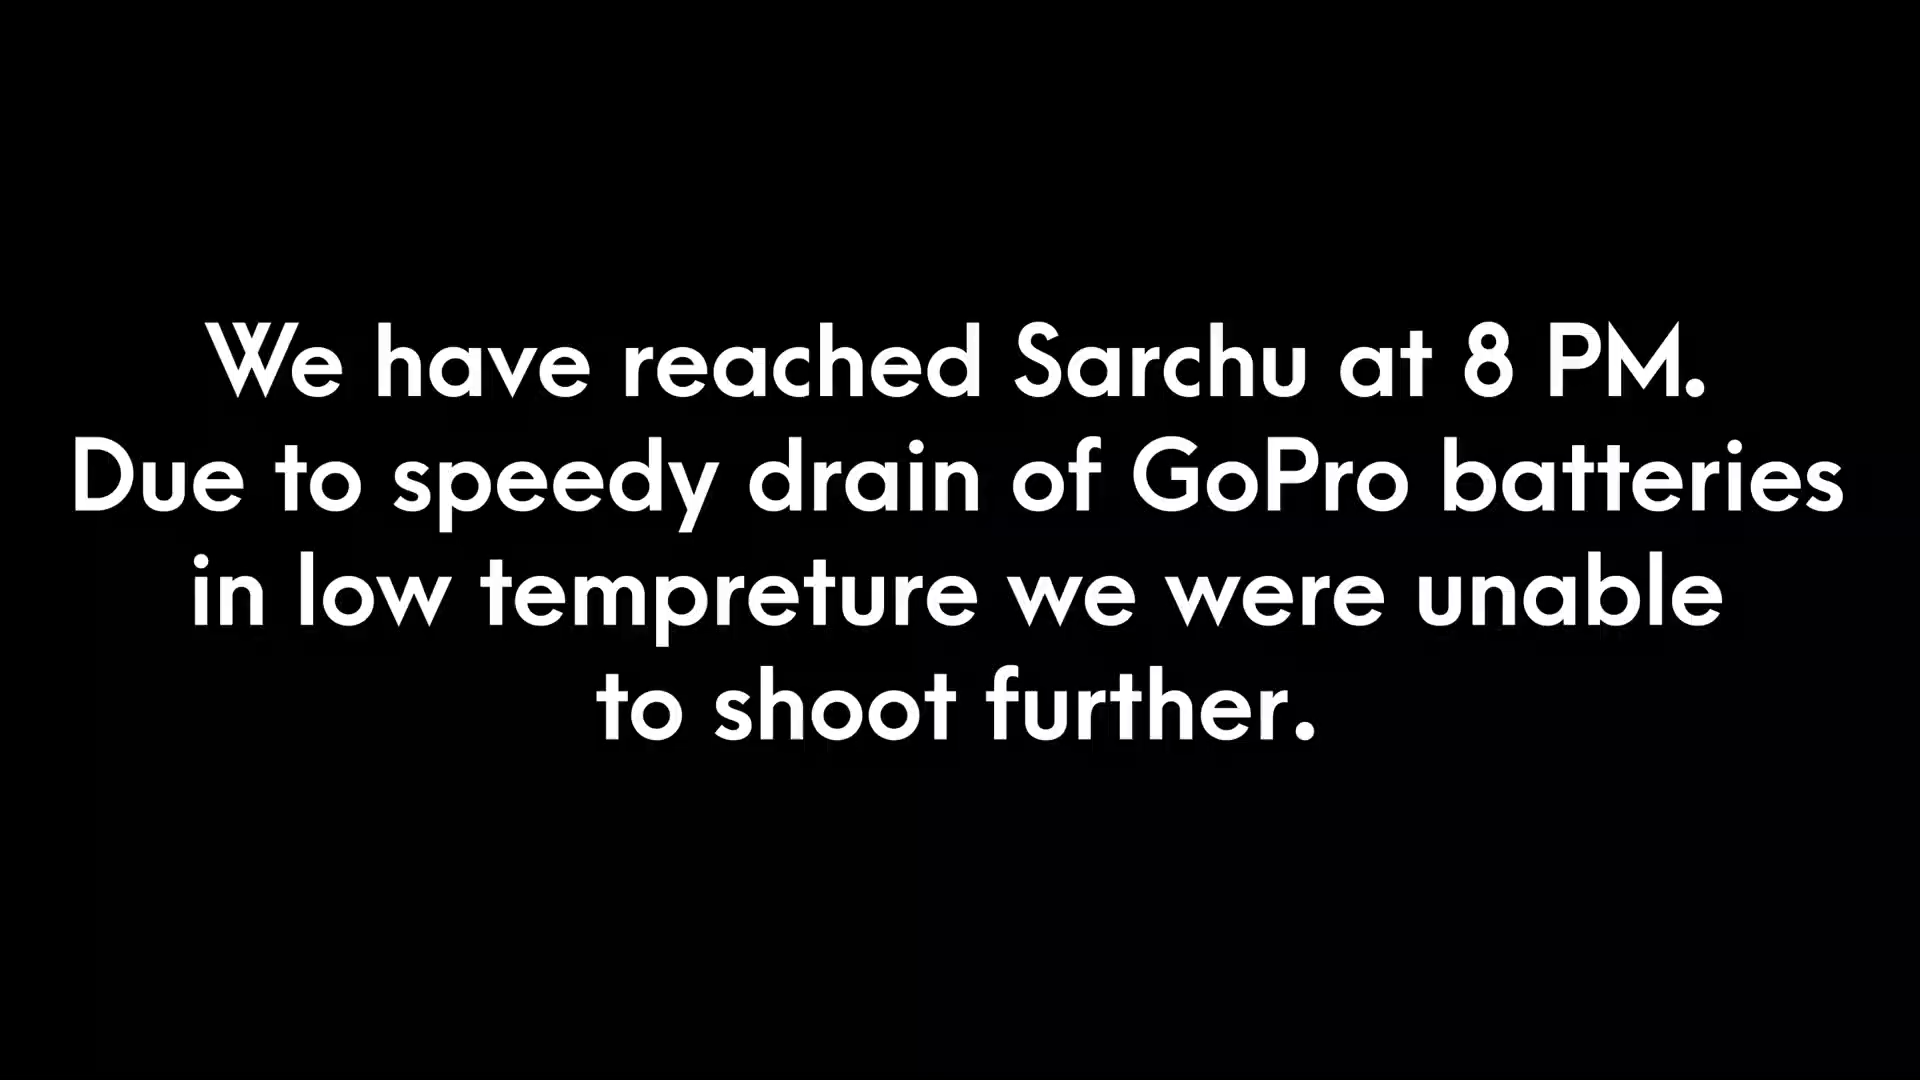 We have reached Sarchu at 8 PM.
Due to speedy drain of GoPro batteries
in low tempreture we were unable
to shoot further.